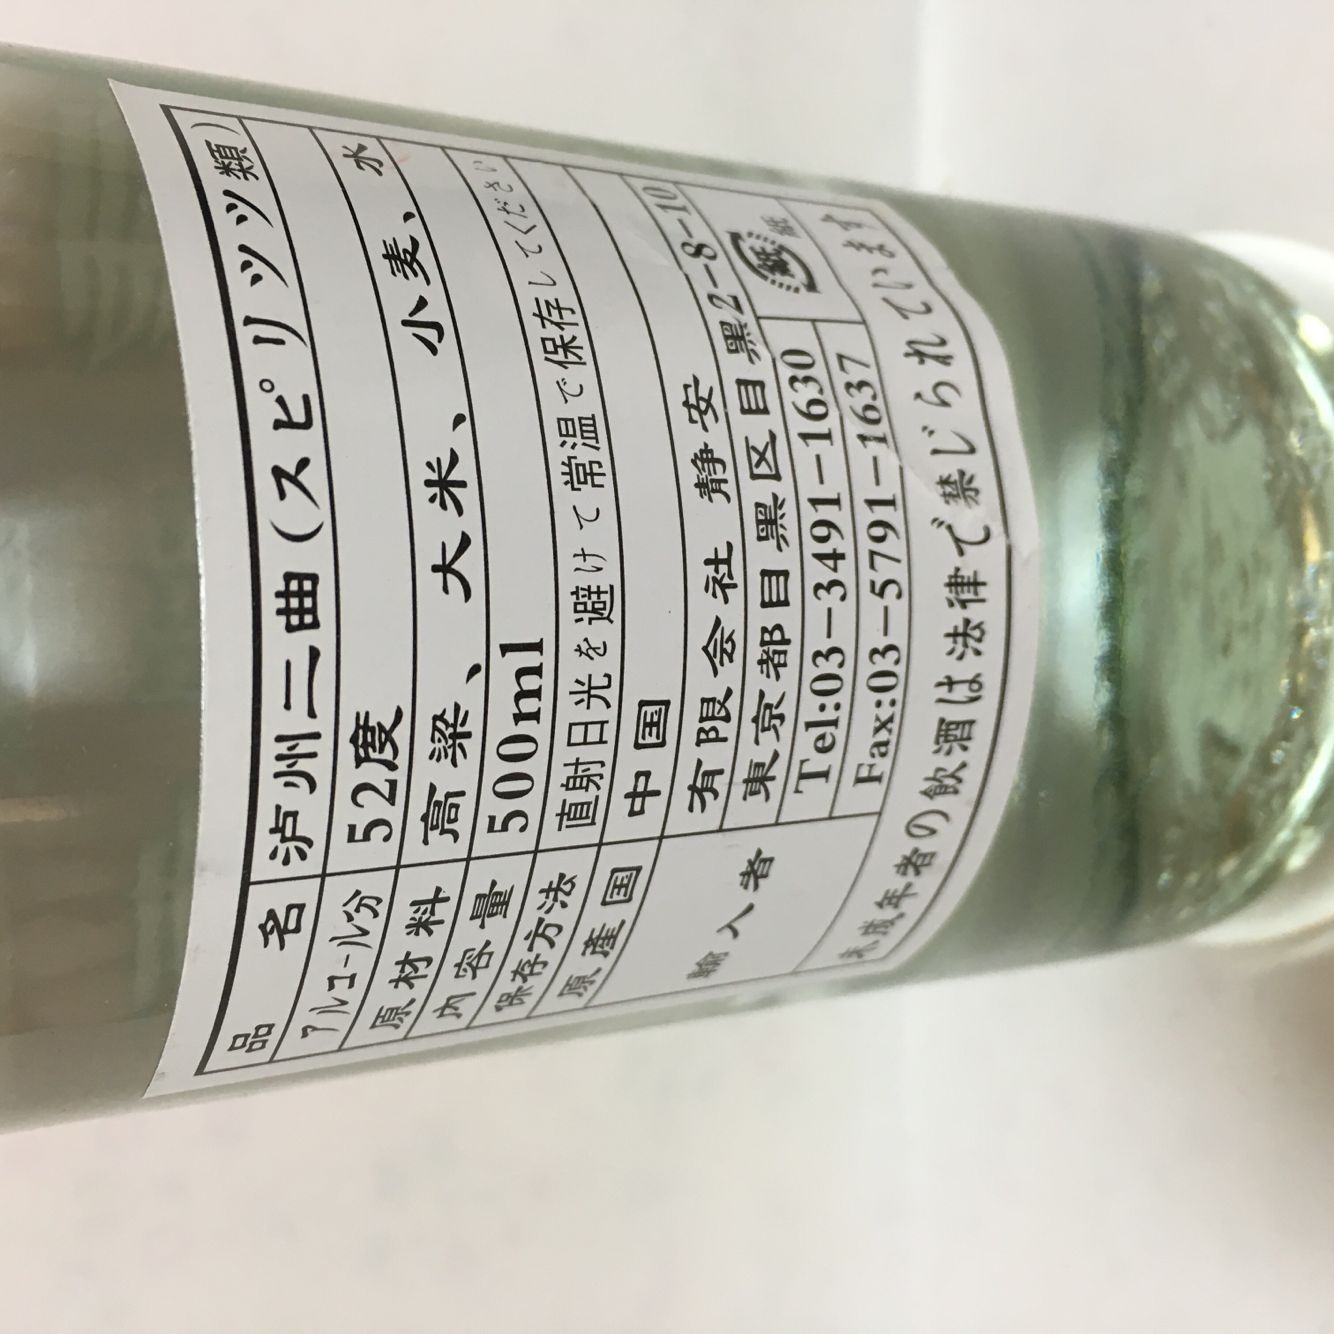 品名 泸州二曲（スピリッツ類）
アルコール分 52度
原材料 高粱、大米、小麦、水
内容量 500ml
保存方法 直射日光を避けて常温で保存してください
原産国 中国
輸入者 有限会社 静安
東京都目黒区目黒2-8-10
Tel:03-3491-1630
Fax:03-5791-1637
紙
紙
未成年者の飲酒は法律で禁じられています